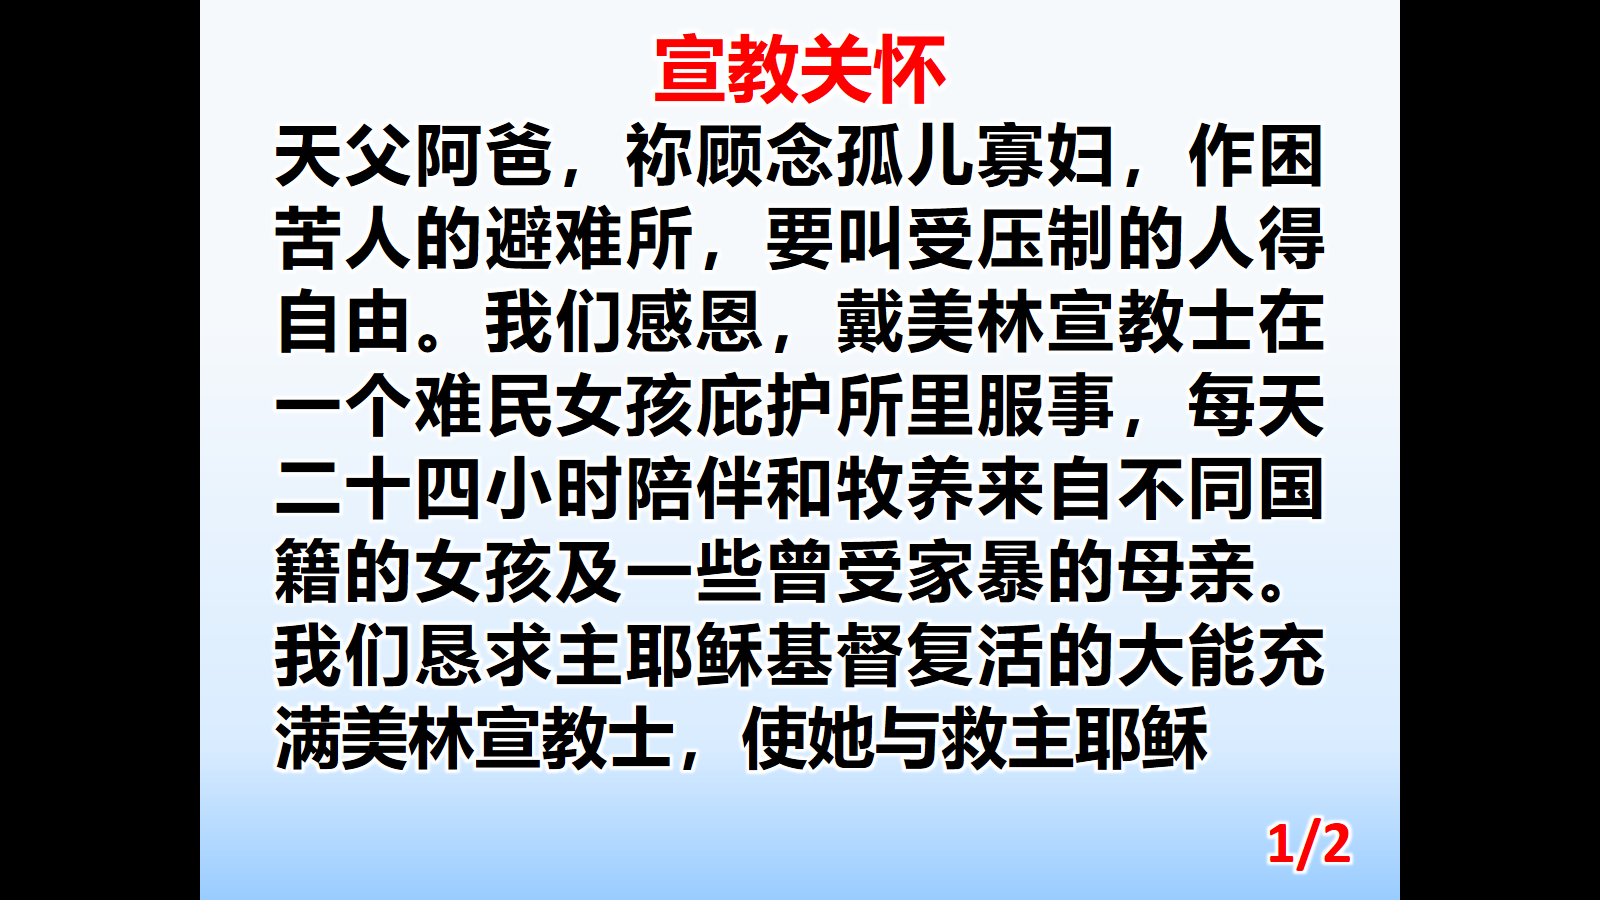 宣教关怀
天父阿爸，祢顾念孤儿寡妇，作困
苦人的避难所，要叫受压制的人得
自由。我们感恩，戴美林宣教士在
一个难民女孩庇护所里服事，每天
二十四小时陪伴和牧养来自不同国
籍的女孩及一些曾受家暴的母亲。
我们恳求主耶稣基督复活的大能充
满美林宣教士，使她与救主耶稣
1/2